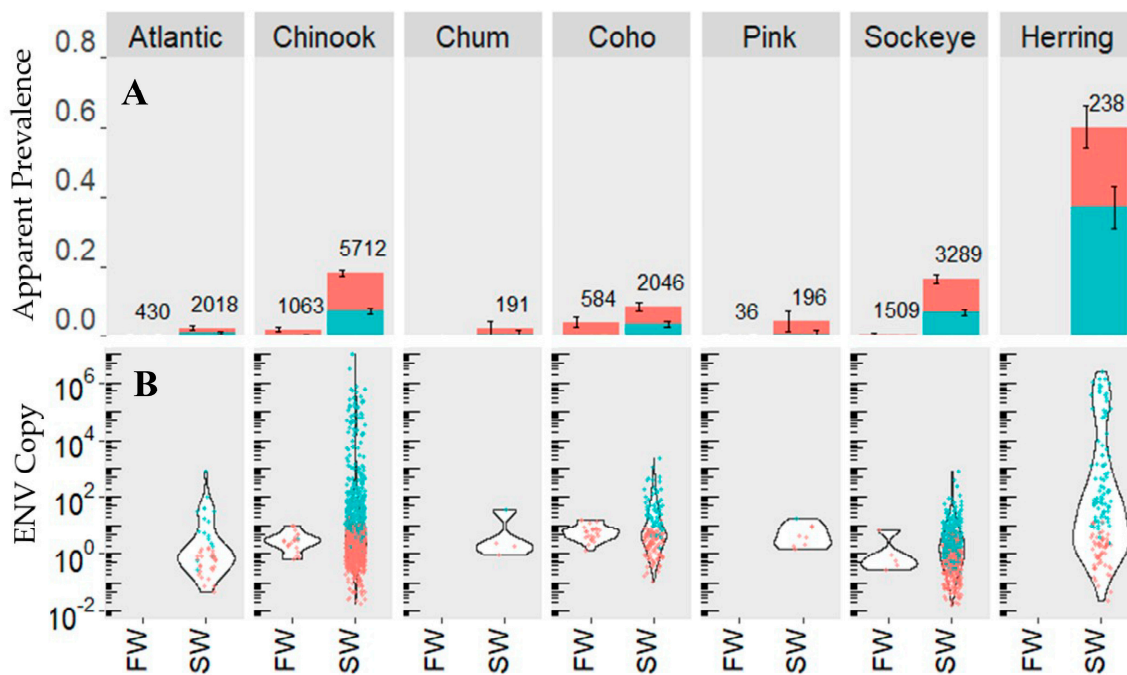 Atlantic Chinook Chum Coho Pink Sockeye Herring
A
Apparent Prevalence
0.8
0.6
0.4
0.2
0.0
430 2018
1063 5712
191
584 2046
36 196
1509 3289
238
B
ENV Copy
10^6
10^4
10^2
10^0
10^-2
FW SW FW SW FW SW FW SW FW SW FW SW FW SW